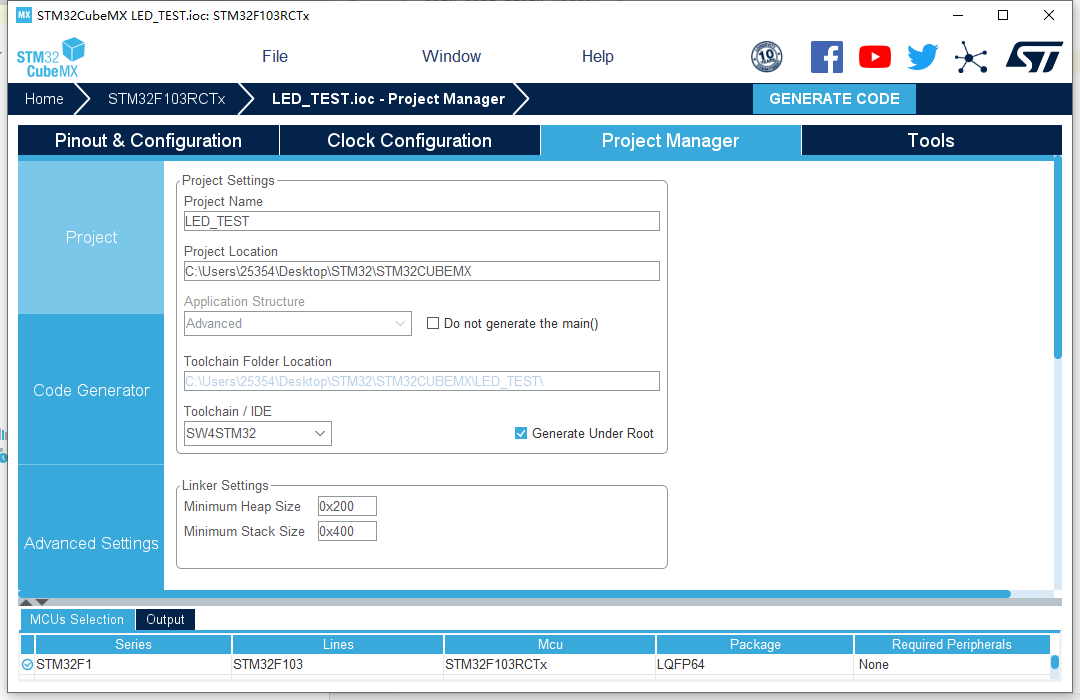 MX STM32CubeMX LED_TEST.ioc: STM32F103RCTx
STM32 CubeMX
File Window Help
10
Home STM32F103RCTx LED_TEST.ioc - Project Manager GENERATE CODE
Pinout & Configuration Clock Configuration Project Manager Tools
Project
Code Generator
Advanced Settings
Project Settings
Project Name
LED_TEST
Project Location
C:\Users\25354\Desktop\STM32\STM32CUBEMX
Application Structure
Advanced Do not generate the main()
Toolchain Folder Location
C:\Users\25354\Desktop\STM32\STM32CUBEMX\LED_TEST\
Toolchain / IDE
SW4STM32 Generate Under Root
Linker Settings
Minimum Heap Size 0x200
Minimum Stack Size 0x400
MCUs Selection Output
Series Lines Mcu Package Required Peripherals
STM32F1 STM32F103 STM32F103RCTx LQFP64 None